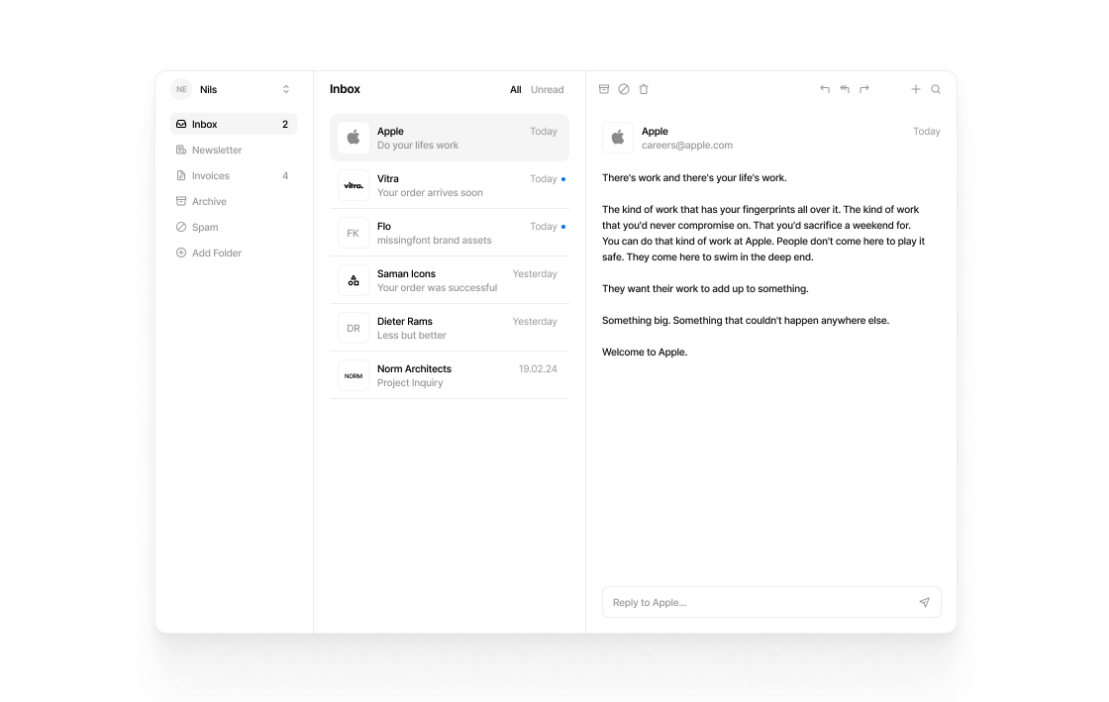 NE Nils
Inbox 2
Newsletter
Invoices 4
Archive
Spam
Add Folder
Inbox All Unread
Apple Today
Do your lifes work
vitra.
Vitra Today
Your order arrives soon
FK
Flo Today
missingfont brand assets
Saman Icons Yesterday
Your order was successful
DR
Dieter Rams Yesterday
Less but better
NORM
Norm Architects 19.02.24
Project Inquiry
Apple Today
careers@apple.com
There's work and there's your life's work.
The kind of work that has your fingerprints all over it. The kind of work
that you'd never compromise on. That you'd sacrifice a weekend for.
You can do that kind of work at Apple. People don't come here to play it
safe. They come here to swim in the deep end.
They want their work to add up to something.
Something big. Something that couldn't happen anywhere else.
Welcome to Apple.
Reply to Apple...